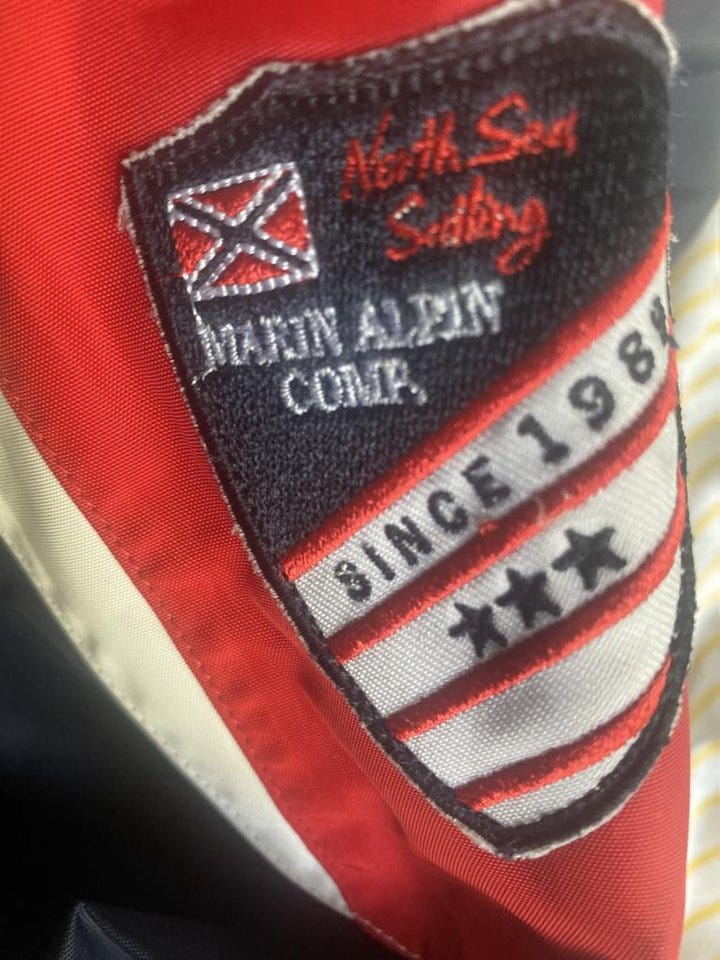 North Sea
Sailing
MARIN ALPIN
COMP.
SINCE 198